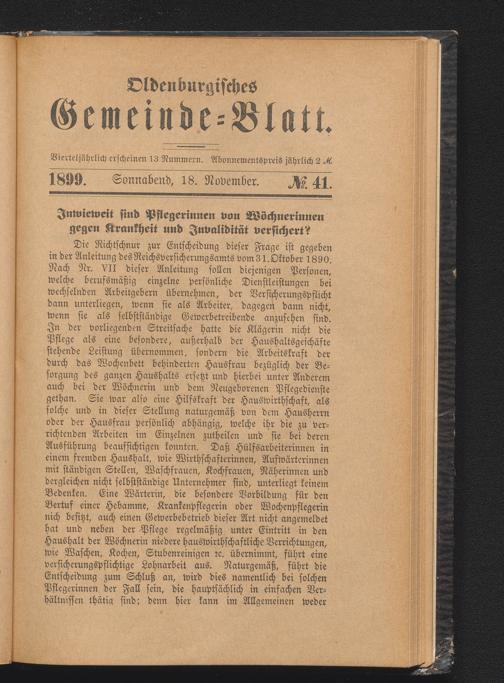 Oldenburgisches
Gemeinde-Blatt.
Vierteljährlich erscheinen 13 Nummern. Abonnementspreis jährlich 2 ℳ
1899. Sonnabend, 18. November. № 41.
Inwieweit sind Pflegerinnen von Wöchnerinnen
gegen Krankheit und Invalidität versichert?
Die Richtschnur zur Entscheidung dieser Frage ist gegeben
in der Anleitung des Reichsversicherungsamts vom 31. Oktober 1890.
Nach Nr. VII dieser Anleitung sollen diejenigen Personen,
welche berufsmäßig einzelne persönliche Dienstleistungen bei
wechselnden Arbeitgebern übernehmen, der Versicherungspflicht
dann unterliegen, wenn sie als Arbeiter, dagegen dann nicht,
wenn sie als selbstständige Gewerbetreibende anzusehen sind.
In der vorliegenden Streitsache hatte die Klägerin nicht die
Pflege als eine besondere, außerhalb der Haushaltsgeschäfte
stehende Leistung übernommen, sondern die Arbeitskraft der
durch das Wochenbett behinderten Hausfrau bezüglich der Be-
sorgung des ganzen Haushalts ersetzt und hierbei unter Anderem
auch bei der Wöchnerin und dem Neugeborenen Pflegedienste
gethan. Sie war also eine Hilfskraft der Hauswirthschaft, als
solche und in dieser Stellung naturgemäß von dem Hausherrn
oder der Hausfrau persönlich abhängig, welche ihr die zu ver-
richtenden Arbeiten im Einzelnen zutheilen und sie bei deren
Ausführung beaufsichtigen konnten. Daß Hülfsarbeiterinnen in
einem fremden Haushalt, wie Wirthschafterinnen, Aufwärterinnen
mit ständigen Stellen, Waschfrauen, Kochfrauen, Näherinnen und
dergleichen nicht selbstständige Unternehmer sind, unterliegt keinem
Bedenken. Eine Wärterin, die besondere Vorbildung für den
Beruf einer Hebamme, Krankenpflegerin oder Wochenpflegerin
nich besitzt, auch einen Gewerbebetrieb dieser Art nicht angemeldet
hat und neben der Pflege regelmäßig unter Eintritt in den
Haushalt der Wöchnerin niedere hauswirthschaftliche Verrichtungen,
wie Waschen, Kochen, Stubenreinigen ꝛc. übernimmt, führt eine
versicherungspflichtige Lohnarbeit aus. Naturgemäß, führt die
Entscheidung zum Schluß an, wird dies namentlich bei solchen
Pflegerinnen der Fall sein, die hauptsächlich in einfachen Ver-
hältnissen thätig sind; denn hier kann im Allgemeinen weder